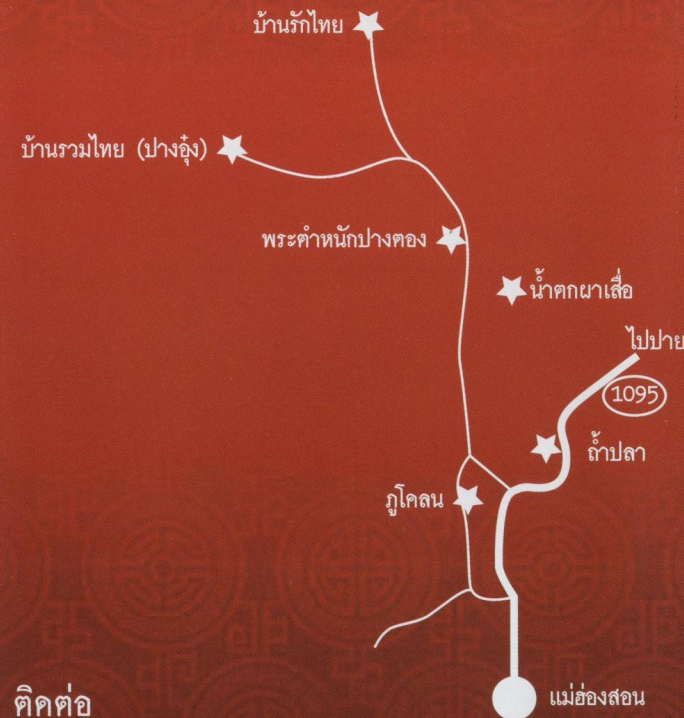 บ้านรักไทย
บ้านรวมไทย (ปางอุ๋ง)
พระตำหนักปางตอง
น้ำตกผาเสื่อ
ไปปาย
1095
ถ้ำปลา
ภูโคลน
แม่ฮ่องสอน
ติดต่อ